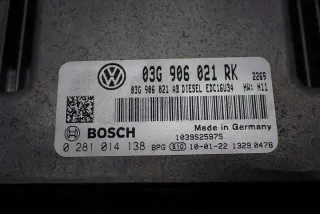 03G 906 021 RK 2269
03G 906 021 AB DIESEL EDC16U34 HW: H11
BOSCH
Made in Germany
1039S25975
0 281 014 138 BPG 10-01-22 1329 0478